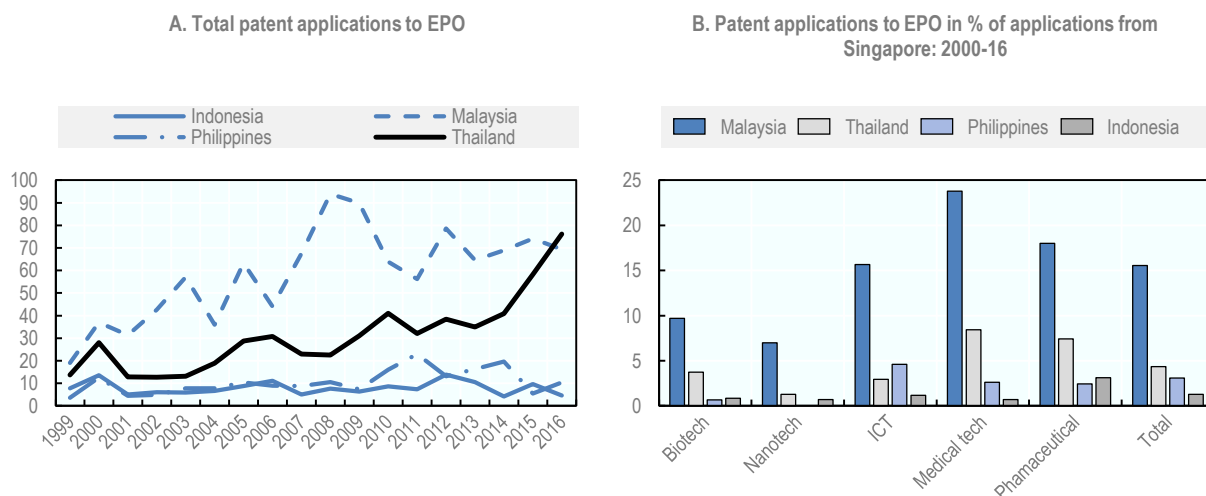 A. Total patent applications to EPO
Indonesia
Malaysia
Philippines
Thailand
100
90
80
70
60
50
40
30
20
10
0
1999
2000
2001
2002
2003
2004
2005
2006
2007
2008
2009
2010
2011
2012
2013
2014
2015
2016
B. Patent applications to EPO in % of applications from
Singapore: 2000-16
Malaysia
Thailand
Philippines
Indonesia
25
20
15
10
5
0
Biotech
Nanotech
ICT
Medical tech
Phamaceutical
Total